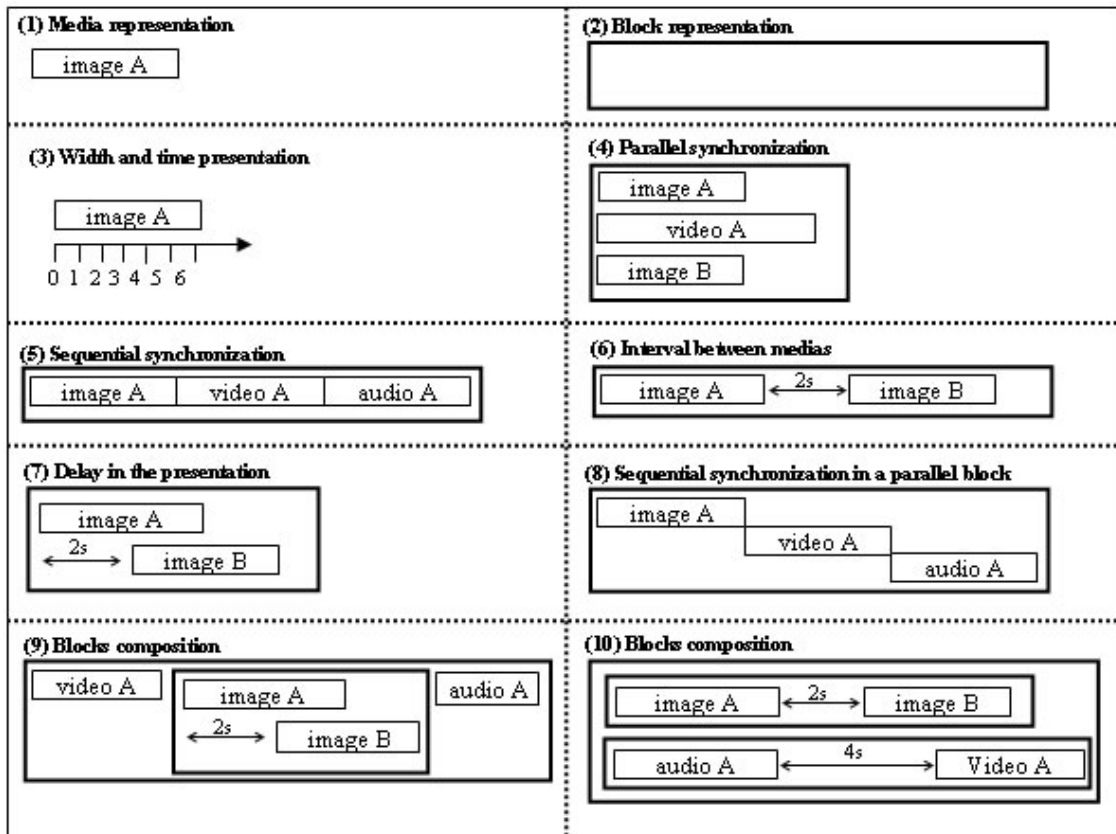 (1) Media representation
image A
(2) Block representation
(3) Width and time presentation
image A
0 1 2 3 4 5 6
(4) Parallel synchronization
image A
video A
image B
(5) Sequential synchronization
image A video A audio A
(6) Interval between medias
image A 2s image B
(7) Delay in the presentation
image A
2s
image B
(8) Sequential synchronization in a parallel block
image A
video A
audio A
(9) Blocks composition
video A
image A
2s
image B
audio A
(10) Blocks composition
image A 2s image B
audio A 4s Video A